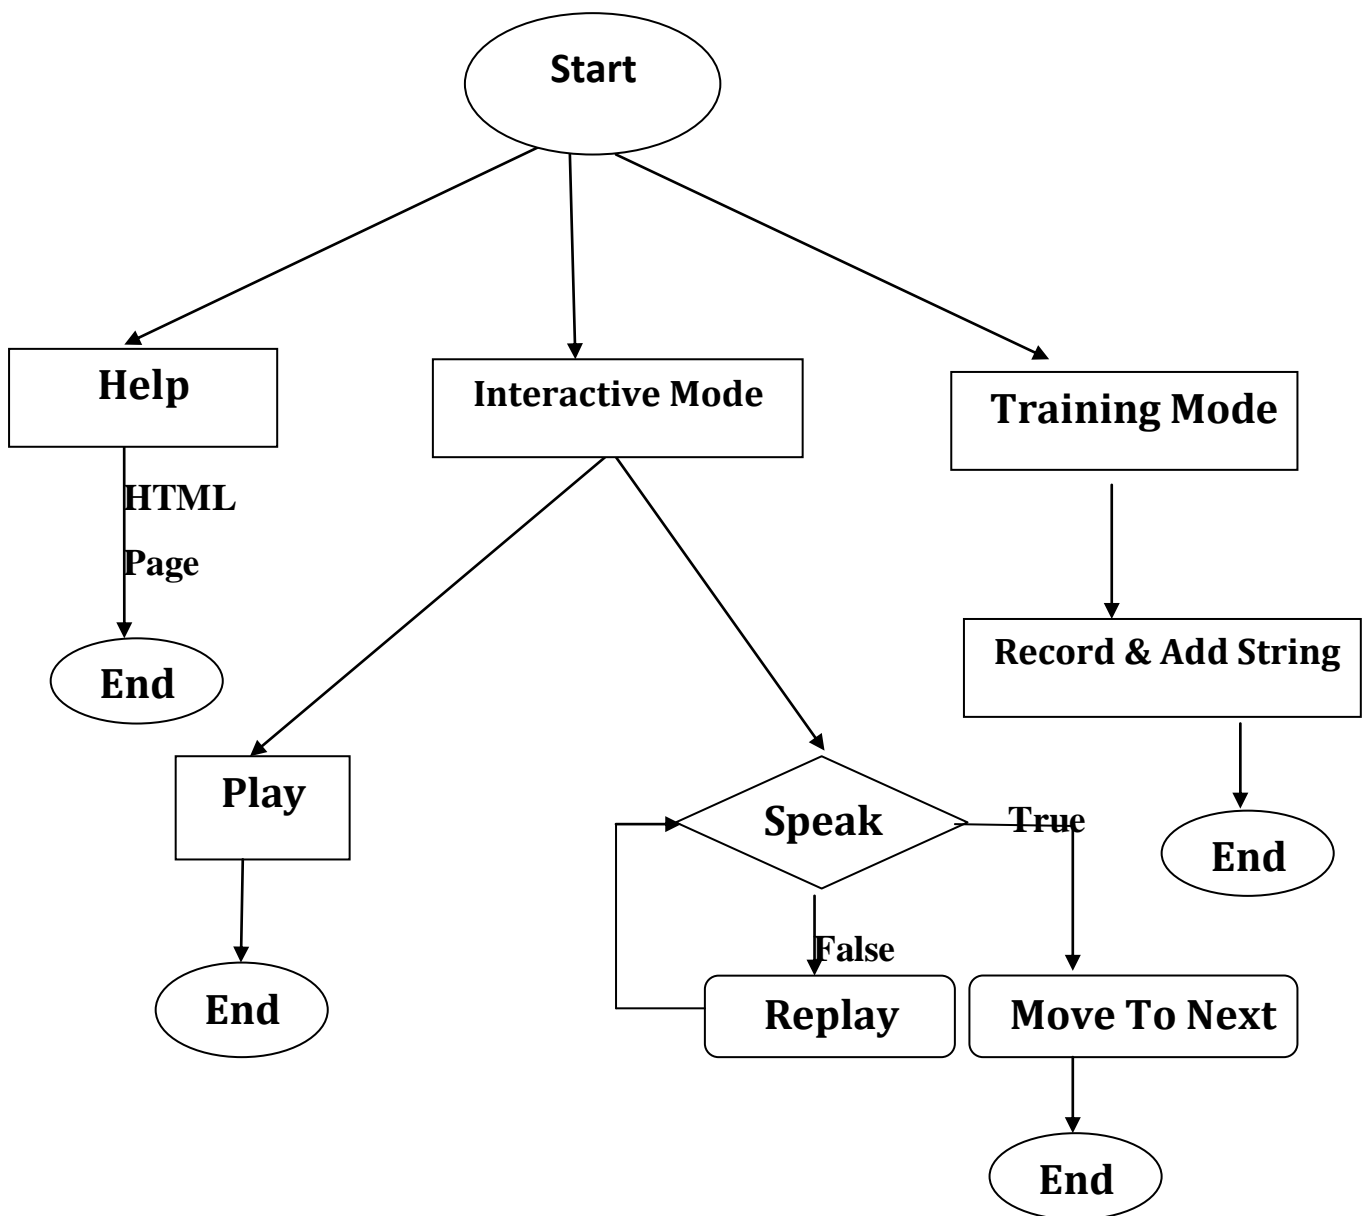 Start
Help
Interactive Mode
Training Mode
HTML
Page
Record & Add String
End
Play
Speak
True
End
False
End
Replay
Move To Next
End